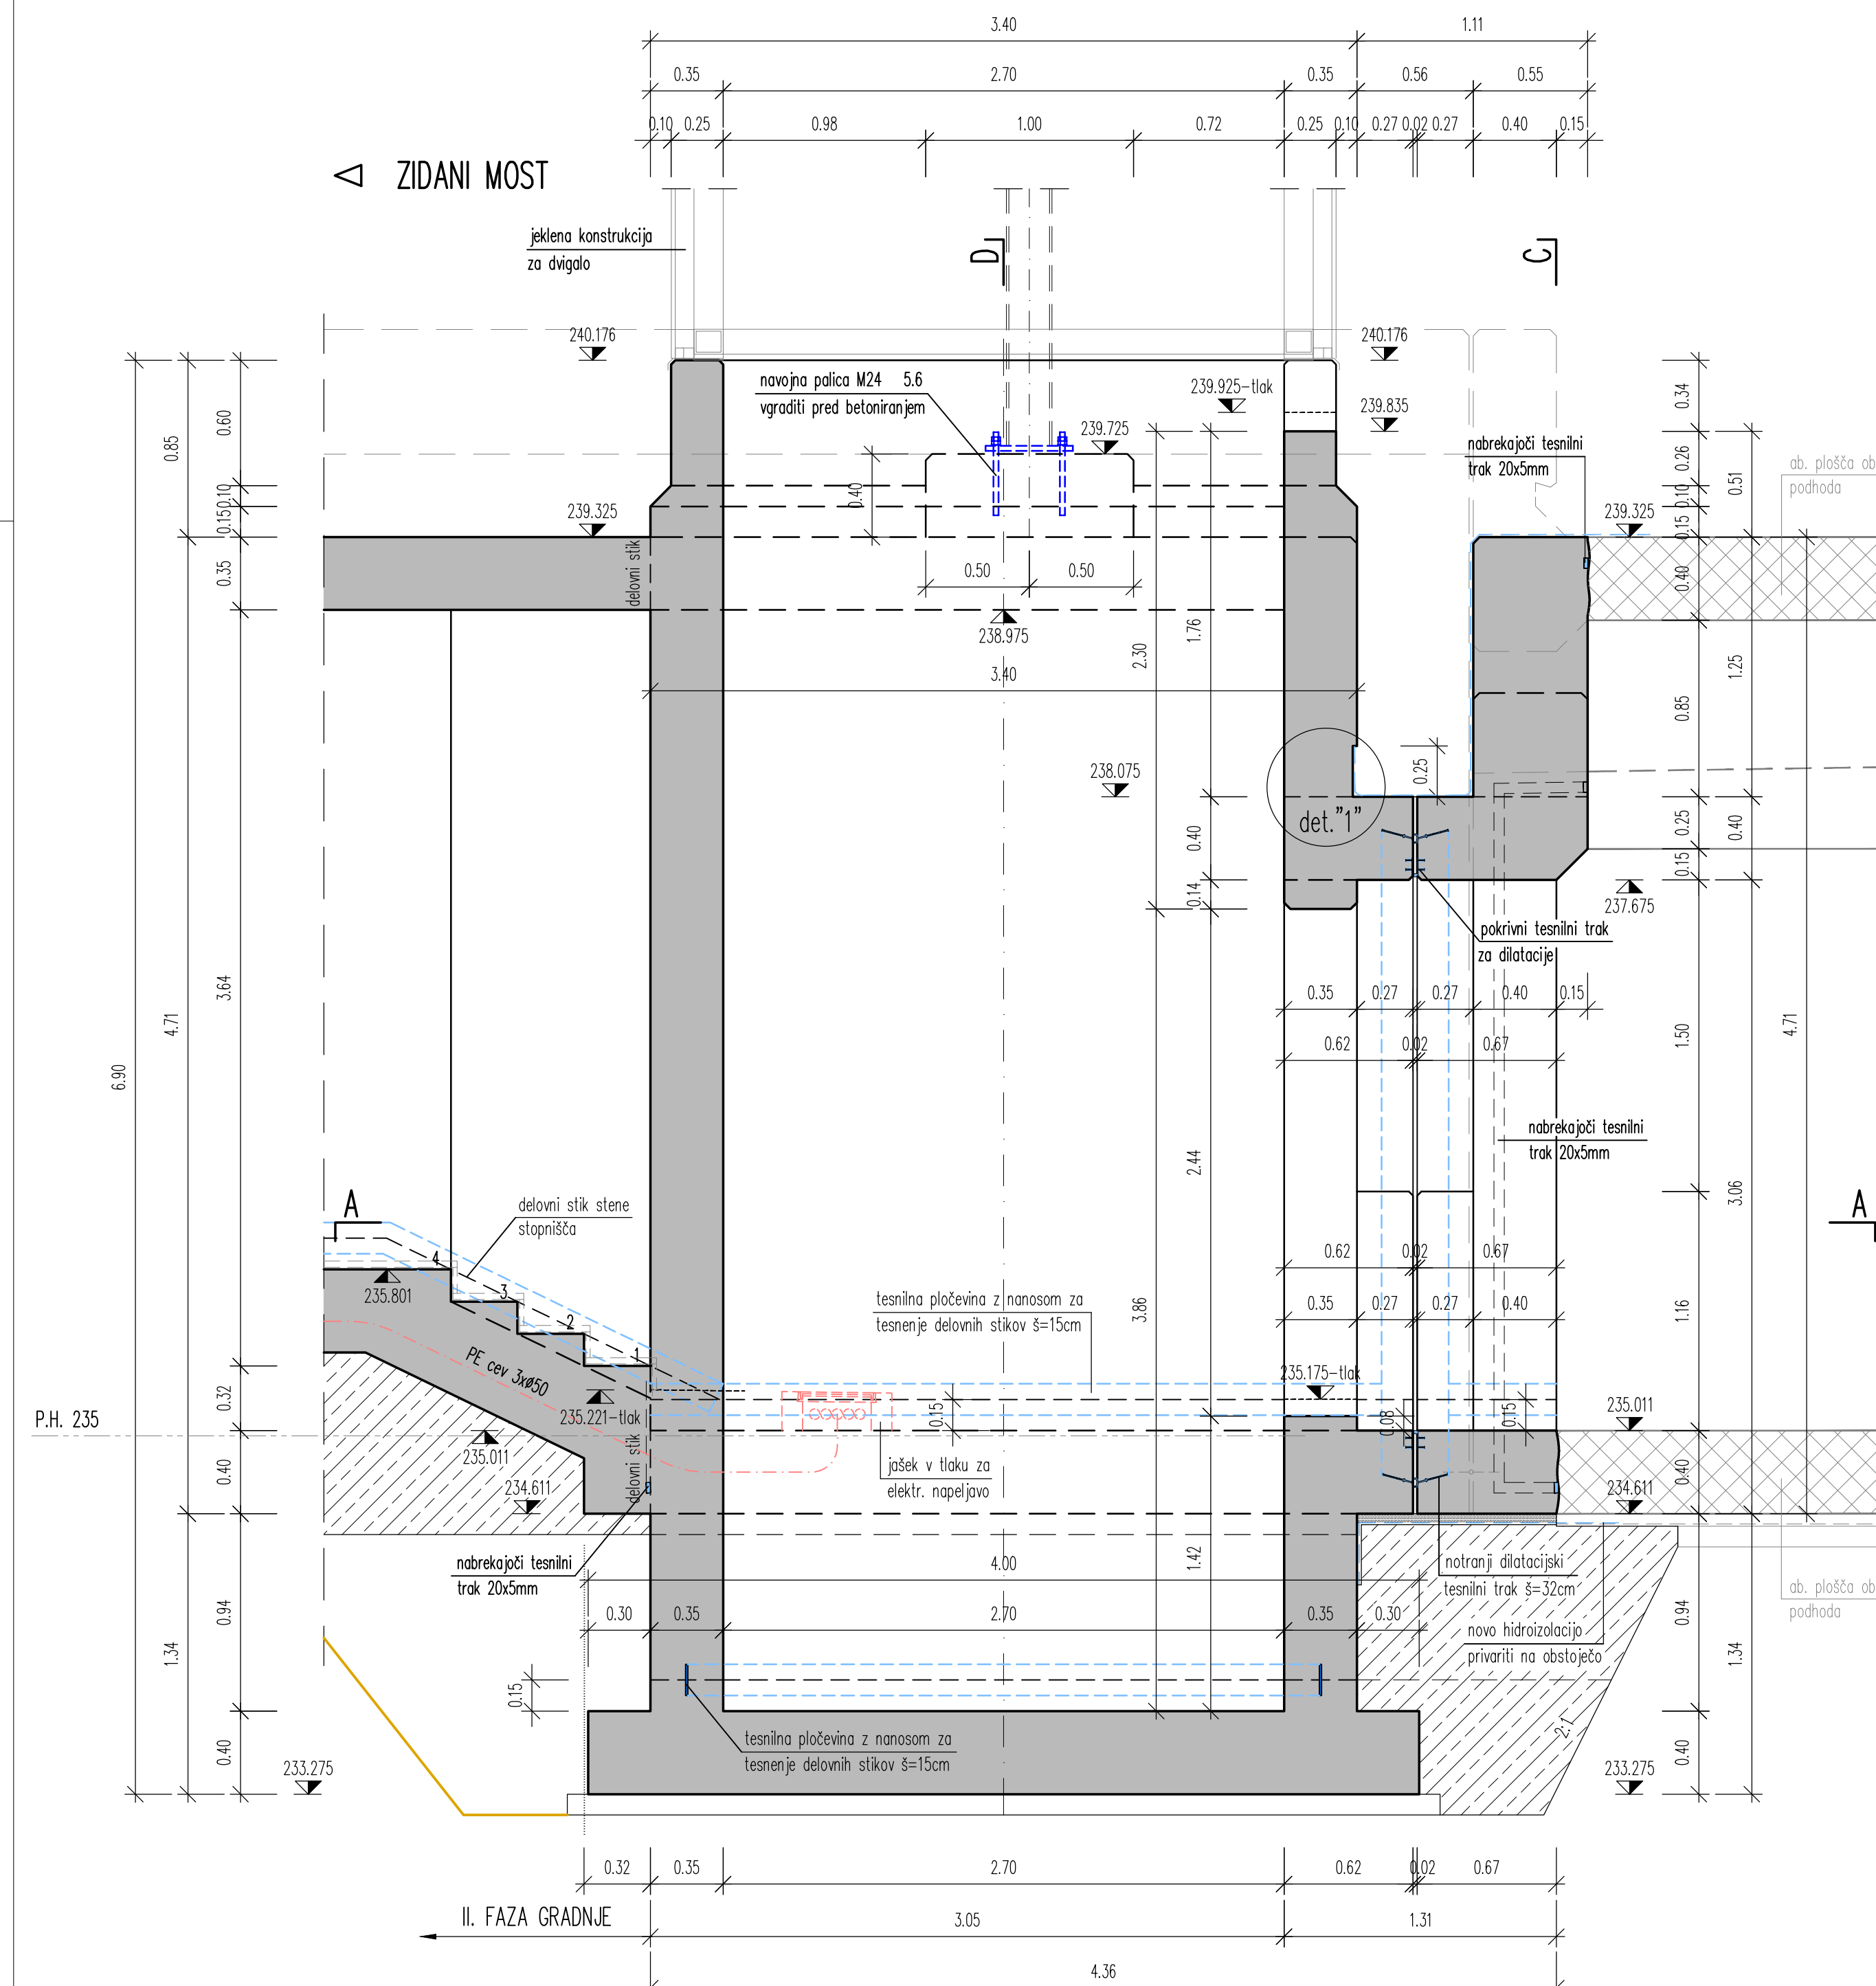 3.40 1.11
0.35 2.70 0.35 0.56 0.55
0.10 0.25 0.98 1.00 0.72 0.25 0.10 0.27 0.02 0.27 0.40 0.15
ZIDANI MOST
jeklena konstrukcija
za dvigalo
D
C
240.176
240.176
navojna palica M24 5.6
vgraditi pred betoniranjem
239.925-tlak
239.835
239.725
nabrekajoči tesnilni
trak 20x5mm
ab. plošča ob
podhoda
0.85
0.60
0.10
0.15
0.35
0.40
0.34
0.26
0.10
0.15
0.51
239.325
239.325
delovni stik
0.50 0.50
238.975
0.40
1.76
2.30
3.40
1.25
0.85
238.075
0.25
det."1"
0.40
0.14
0.25
0.15
0.40
237.675
pokrivni tesnilni trak
za dilatacije
0.35 0.27 0.27 0.40 0.15
0.62 0.02 0.67
3.64
4.71
6.90
1.50
4.71
nabrekajoči tesnilni
trak 20x5mm
2.44
3.06
A
A
delovni stik stene
stopnišča
0.62 0.02 0.67
0.35 0.27 0.27 0.40
4
3
2
1
235.801
tesnilna pločevina z nanosom za
tesnenje delovnih stikov š=15cm
3.86
1.16
PE cev 3xø50
235.175-tlak
0.32
235.221-tlak
0.15
0.08
0.15
235.011
P.H. 235
235.011
delovni stik
jašek v tlaku za
elektr. napeljavo
0.40
234.611
0.40
234.611
nabrekajoči tesnilni
trak 20x5mm
4.00
1.42
notranji dilatacijski
tesnilni trak š=32cm
ab. plošča ob
podhoda
0.30 0.35 2.70 0.35 0.30
novo hidroizolacijo
privariti na obstoječo
0.94
1.34
0.94
1.34
0.15
tesnilna pločevina z nanosom za
tesnenje delovnih stikov š=15cm
2:1
0.40
0.40
233.275
233.275
0.32 0.35 2.70 0.62 0.02 0.67
II. FAZA GRADNJE
3.05 1.31
4.36